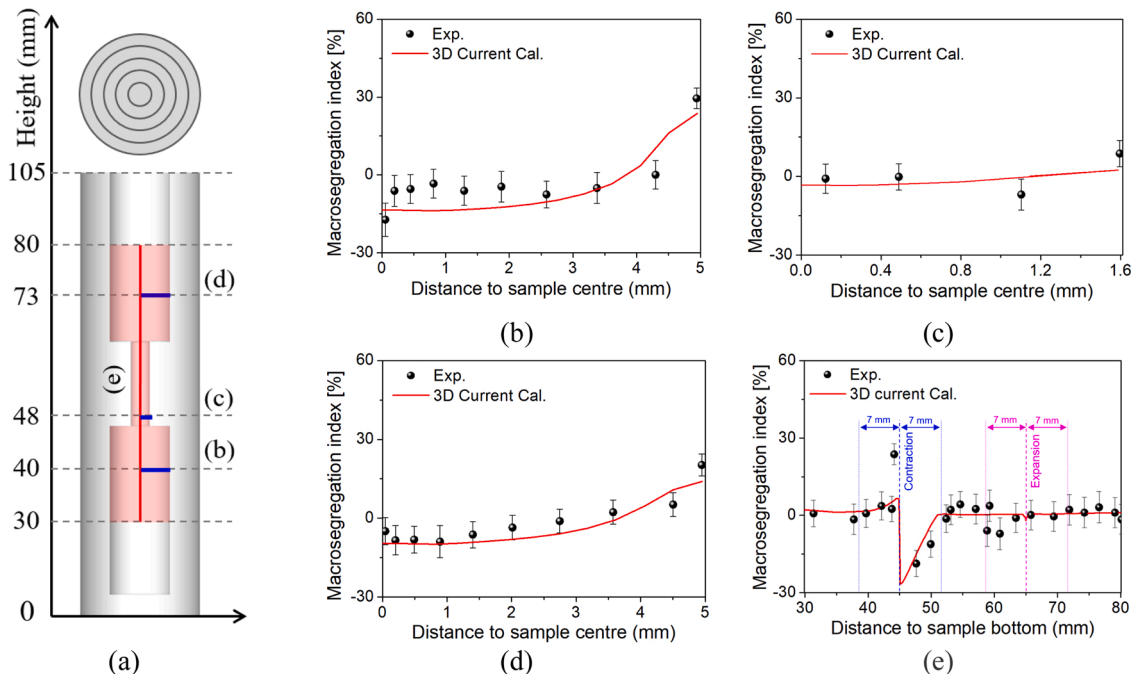 Height (mm)
105
80
73
48
40
30
0
(d)
(c)
(b)
(e)
(a)
Macrosegregation index [%]
60
30
0
-30
Exp.
3D Current Cal.
0 1 2 3 4 5
Distance to sample centre (mm)
(b)
Macrosegregation index [%]
60
30
0
-30
Exp.
3D Current Cal.
0.0 0.4 0.8 1.2 1.6
Distance to sample centre (mm)
(c)
Macrosegregation index [%]
60
30
0
-30
Exp.
3D Current Cal.
0 1 2 3 4 5
Distance to sample centre (mm)
(d)
Macrosegregation index [%]
60
30
0
-30
Exp.
3D current Cal.
7 mm 7 mm 7 mm 7 mm
Contraction
Expansion
30 40 50 60 70 80
Distance to sample bottom (mm)
(e)